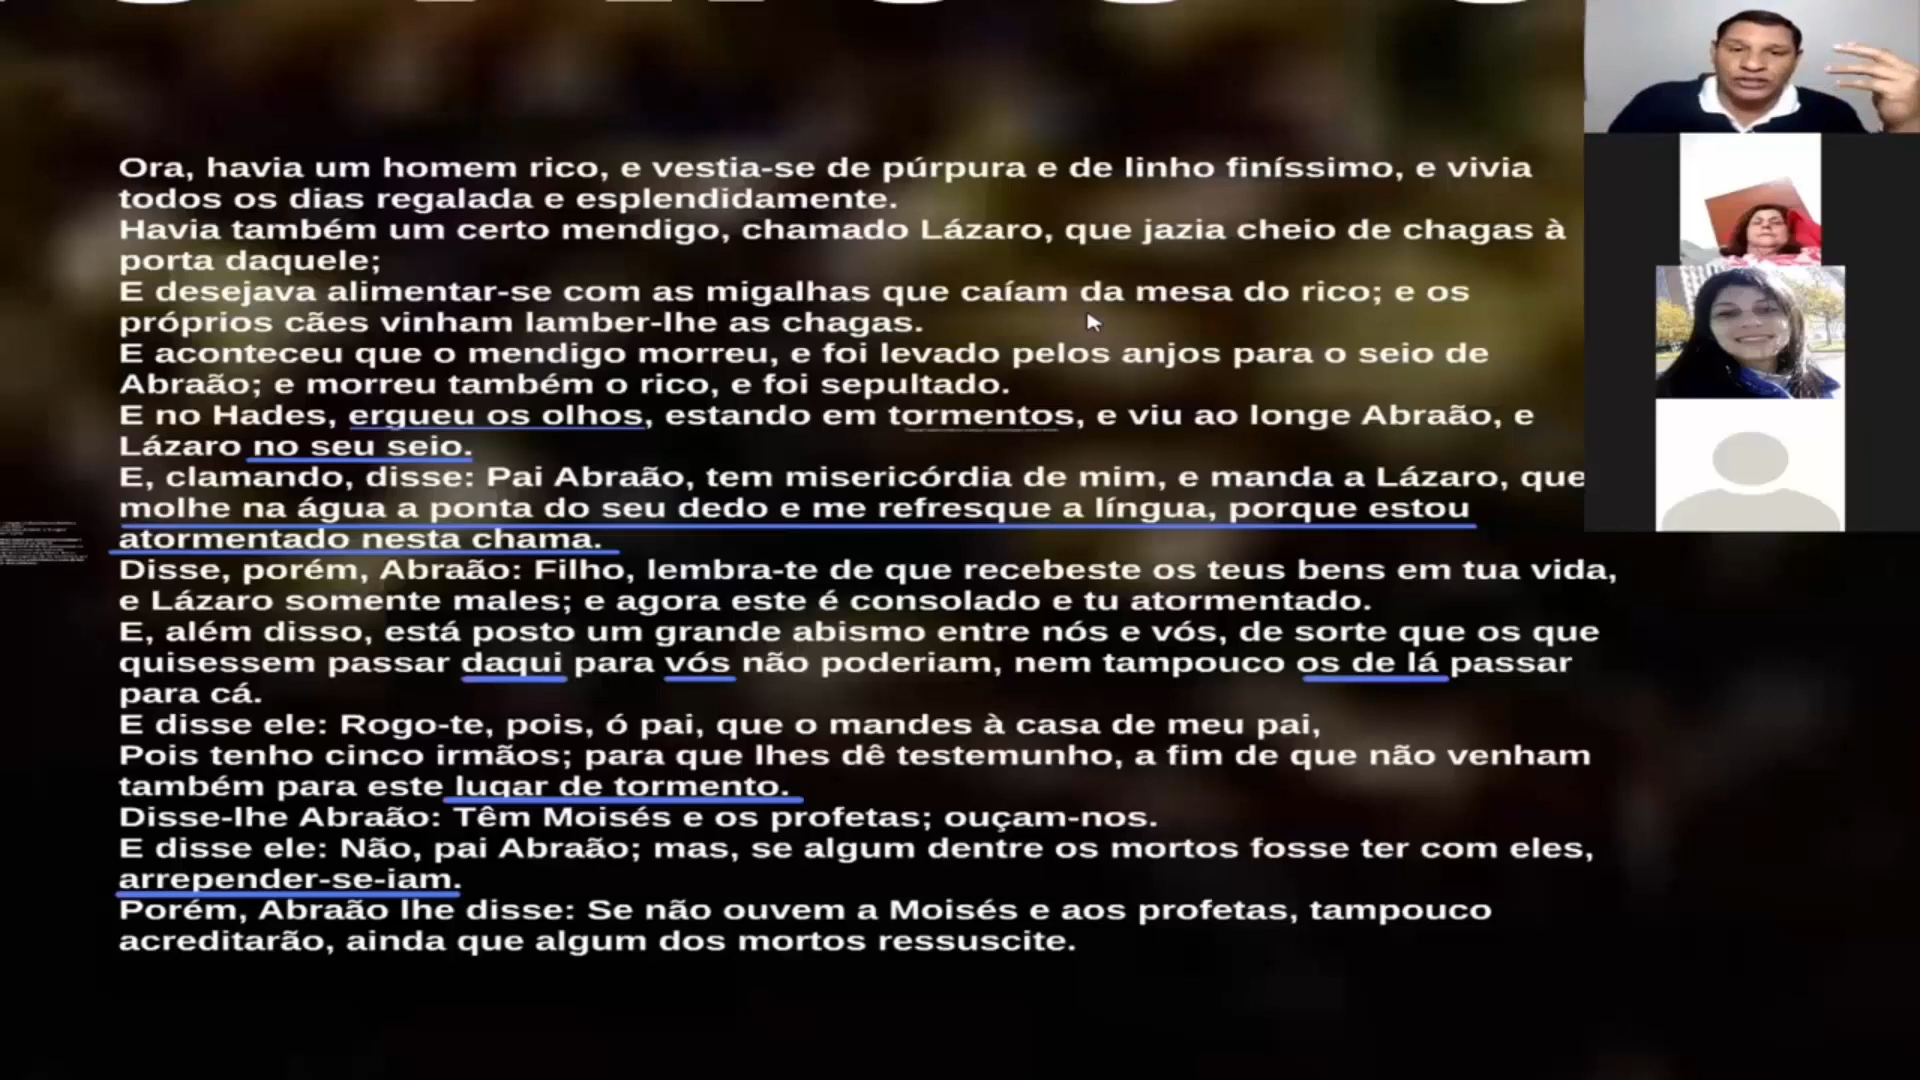 Ora, havia um homem rico, e vestia-se de púrpura e de linho finíssimo, e vivia
todos os dias regalada e esplendidamente.
Havia também um certo mendigo, chamado Lázaro, que jazia cheio de chagas à
porta daquele;
E desejava alimentar-se com as migalhas que caíam da mesa do rico; e os
próprios cães vinham lamber-lhe as chagas.
E aconteceu que o mendigo morreu, e foi levado pelos anjos para o seio de
Abraão; e morreu também o rico, e foi sepultado.
E no Hades, ergueu os olhos, estando em tormentos, e viu ao longe Abraão, e
Lázaro no seu seio.
E, clamando, disse: Pai Abraão, tem misericórdia de mim, e manda a Lázaro, que
molhe na água a ponta do seu dedo e me refresque a língua, porque estou
atormentado nesta chama.
Disse, porém, Abraão: Filho, lembra-te de que recebeste os teus bens em tua vida,
e Lázaro somente males; e agora este é consolado e tu atormentado.
E, além disso, está posto um grande abismo entre nós e vós, de sorte que os que
quisessem passar daqui para vós não poderiam, nem tampouco os de lá passar
para cá.
E disse ele: Rogo-te, pois, ó pai, que o mandes à casa de meu pai,
Pois tenho cinco irmãos; para que lhes dê testemunho, a fim de que não venham
também para este lugar de tormento.
Disse-lhe Abraão: Têm Moisés e os profetas; ouçam-nos.
E disse ele: Não, pai Abraão; mas, se algum dentre os mortos fosse ter com eles,
arrepender-se-iam.
Porém, Abraão lhe disse: Se não ouvem a Moisés e aos profetas, tampouco
acreditarão, ainda que algum dos mortos ressuscite.